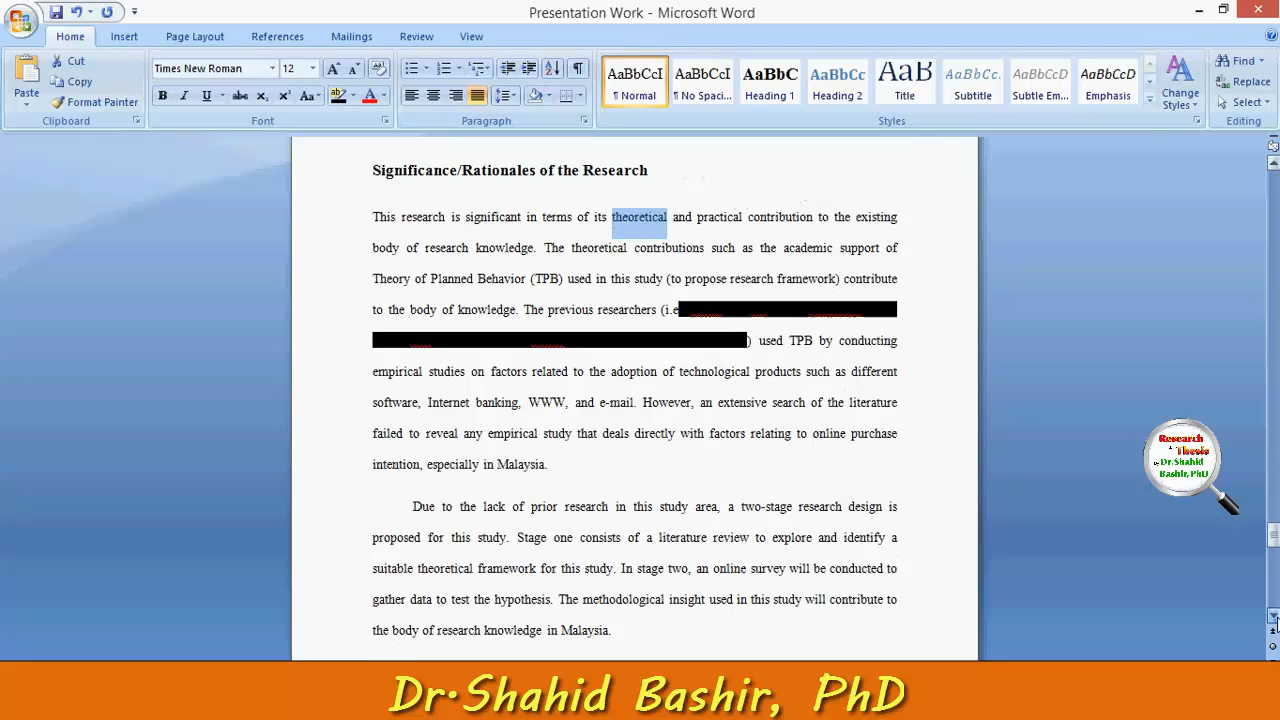 Presentation Work - Microsoft Word
Home Insert Page Layout References Mailings Review View
Paste
Cut
Copy
Format Painter
Clipboard
Times New Roman 12
Font
Paragraph
AaBbCcI AaBbCcI AaBbC AaBbCc AaB AaBbCc. AaBbCcD AaBbCcD
¶ Normal ¶ No Spaci... Heading 1 Heading 2 Title Subtitle Subtle Em... Emphasis
Change
Styles
Styles
Find
Replace
Select
Editing
Significance/Rationales of the Research
This research is significant in terms of its theoretical and practical contribution to the existing
body of research knowledge. The theoretical contributions such as the academic support of
Theory of Planned Behavior (TPB) used in this study (to propose research framework) contribute
to the body of knowledge. The previous researchers (i.e
) used TPB by conducting
empirical studies on factors related to the adoption of technological products such as different
software, Internet banking, WWW, and e-mail. However, an extensive search of the literature
failed to reveal any empirical study that deals directly with factors relating to online purchase
intention, especially in Malaysia.
Due to the lack of prior research in this study area, a two-stage research design is
proposed for this study. Stage one consists of a literature review to explore and identify a
suitable theoretical framework for this study. In stage two, an online survey will be conducted to
gather data to test the hypothesis. The methodological insight used in this study will contribute to
the body of research knowledge in Malaysia.
Research
Thesis
by Dr.Shahid
Bashir, PhD
Dr.Shahid Bashir, PhD